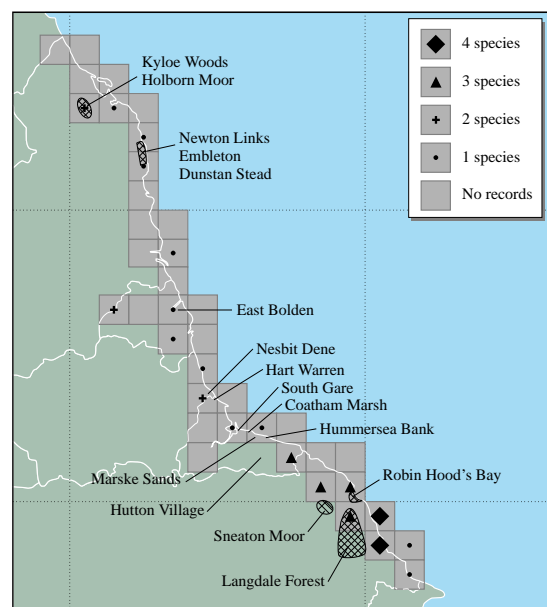 4 species
3 species
2 species
1 species
No records
Kyloe Woods
Holborn Moor
Newton Links
Embleton
Dunstan Stead
East Bolden
Nesbit Dene
Hart Warren
South Gare
Coatham Marsh
Hummersea Bank
Marske Sands
Robin Hood's Bay
Hutton Village
Sneaton Moor
Langdale Forest